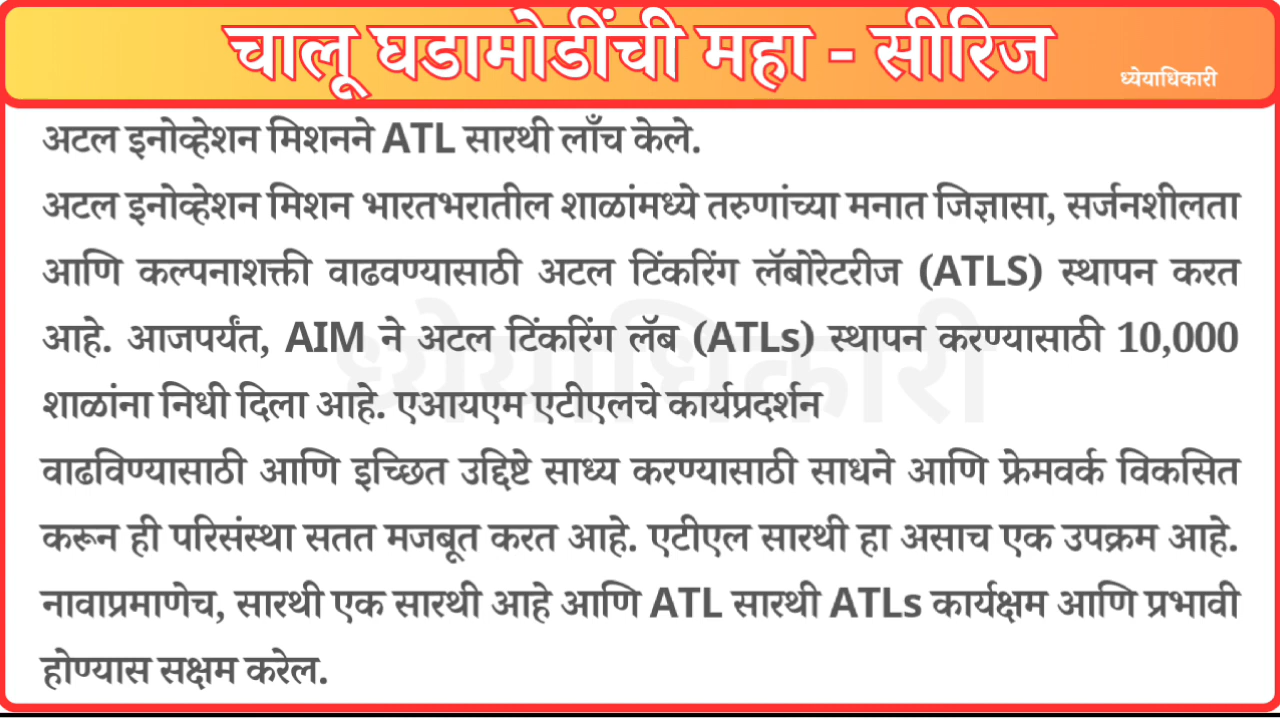 चालू घडामोडींची महा - सीरिज
ध्येयाधिकारी
अटल इनोव्हेशन मिशनने ATL सारथी लाँच केले.
अटल इनोव्हेशन मिशन भारतभरातील शाळांमध्ये तरुणांच्या मनात जिज्ञासा, सर्जनशीलता
आणि कल्पनाशक्ती वाढवण्यासाठी अटल टिंकरिंग लॅबोरेटरीज (ATLS) स्थापन करत
आहे. आजपर्यंत, AIM ने अटल टिंकरिंग लॅब (ATLs) स्थापन करण्यासाठी 10,000
शाळांना निधी दिला आहे. एआयएम एटीएलचे कार्यप्रदर्शन
वाढविण्यासाठी आणि इच्छित उद्दिष्टे साध्य करण्यासाठी साधने आणि फ्रेमवर्क विकसित
करून ही परिसंस्था सतत मजबूत करत आहे. एटीएल सारथी हा असाच एक उपक्रम आहे.
नावाप्रमाणेच, सारथी एक सारथी आहे आणि ATL सारथी ATLs कार्यक्षम आणि प्रभावी
होण्यास सक्षम करेल.
ध्येयाधिकारी